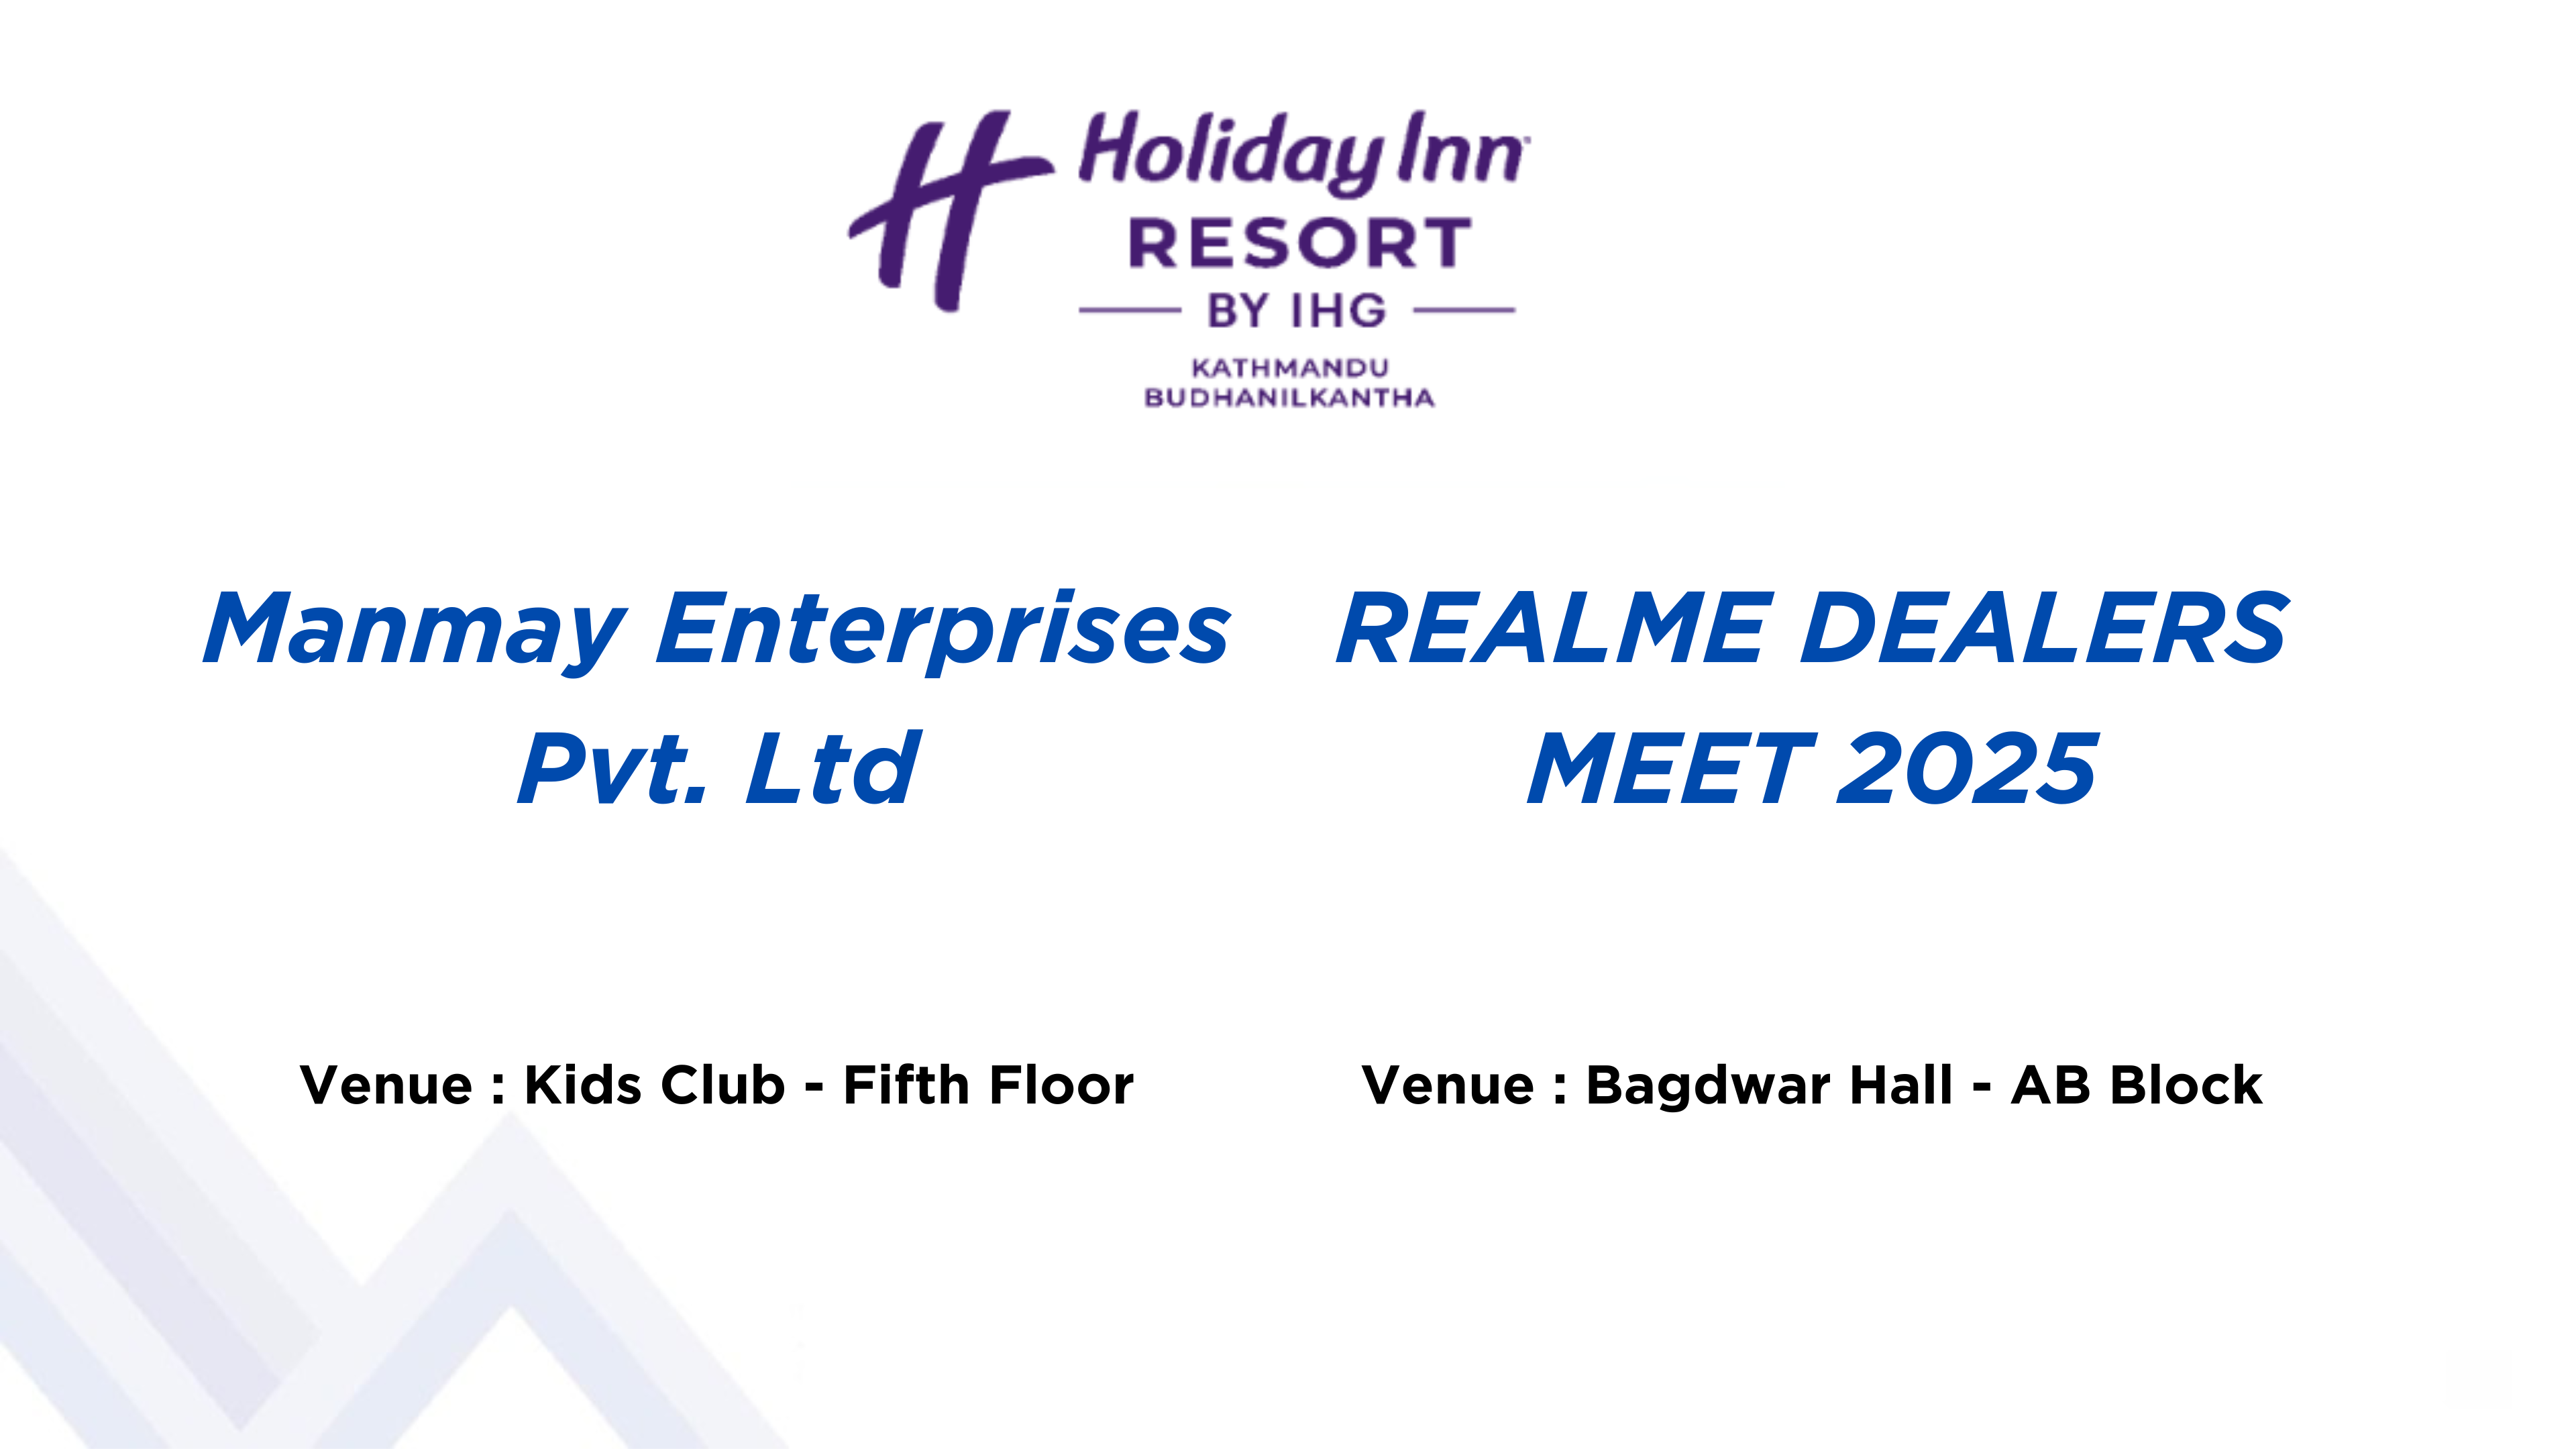 Holiday Inn
RESORT
BY IHG
KATHMANDU
BUDHANILKANTHA
Manmay Enterprises
Pvt. Ltd
Venue : Kids Club - Fifth Floor
REALME DEALERS
MEET 2025
Venue : Bagdwar Hall - AB Block